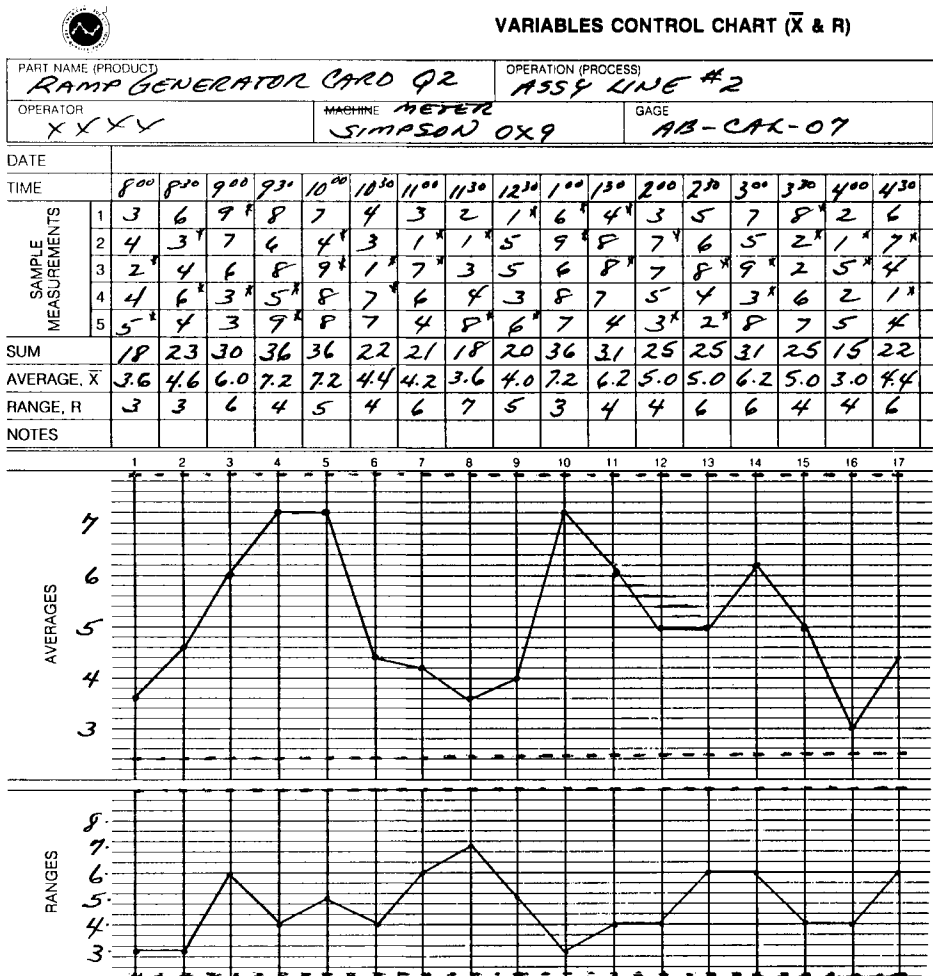 VARIABLES CONTROL CHART (X̄ & R)
PART NAME (PRODUCT)
RAMP GENERATOR CARD Q2
OPERATION (PROCESS)
ASSY LINE #2
OPERATOR
XXXX
MACHINE METER
SIMPSON OX9
GAGE
AB-CAL-07
DATE
TIME 800 830 900 930 1000 1030 1100 1130 1230 100 130 200 230 300 330 400 430
SAMPLE MEASUREMENTS
1 3 6 9* 8 7 4 3 2 1* 6* 4* 3 5 7 8* 2 6
2 4 3* 7 6 4* 3 1* 1* 5 9* 8 7* 6 5 2* 1* 7*
3 2* 4 6 8 9* 1* 7* 3 5 6 8* 7 8* 9* 2 5* 4
4 4 6* 3* 5* 8 7* 6 4 3 8 7 5 4 3* 6 2 1*
5 5* 4 3 9* 8 7 4 8* 6* 7 4 3* 2* 8 7 5 4
SUM 18 23 30 36 36 22 21 18 20 36 31 25 25 31 25 15 22
AVERAGE, X̄ 3.6 4.6 6.0 7.2 7.2 4.4 4.2 3.6 4.0 7.2 6.2 5.0 5.0 6.2 5.0 3.0 4.4
RANGE, R 3 3 6 4 5 4 6 7 5 3 4 4 6 6 4 4 6
NOTES
1 2 3 4 5 6 7 8 9 10 11 12 13 14 15 16 17
AVERAGES
7
6
5
4
3
RANGES
8
7
6
5
4
3